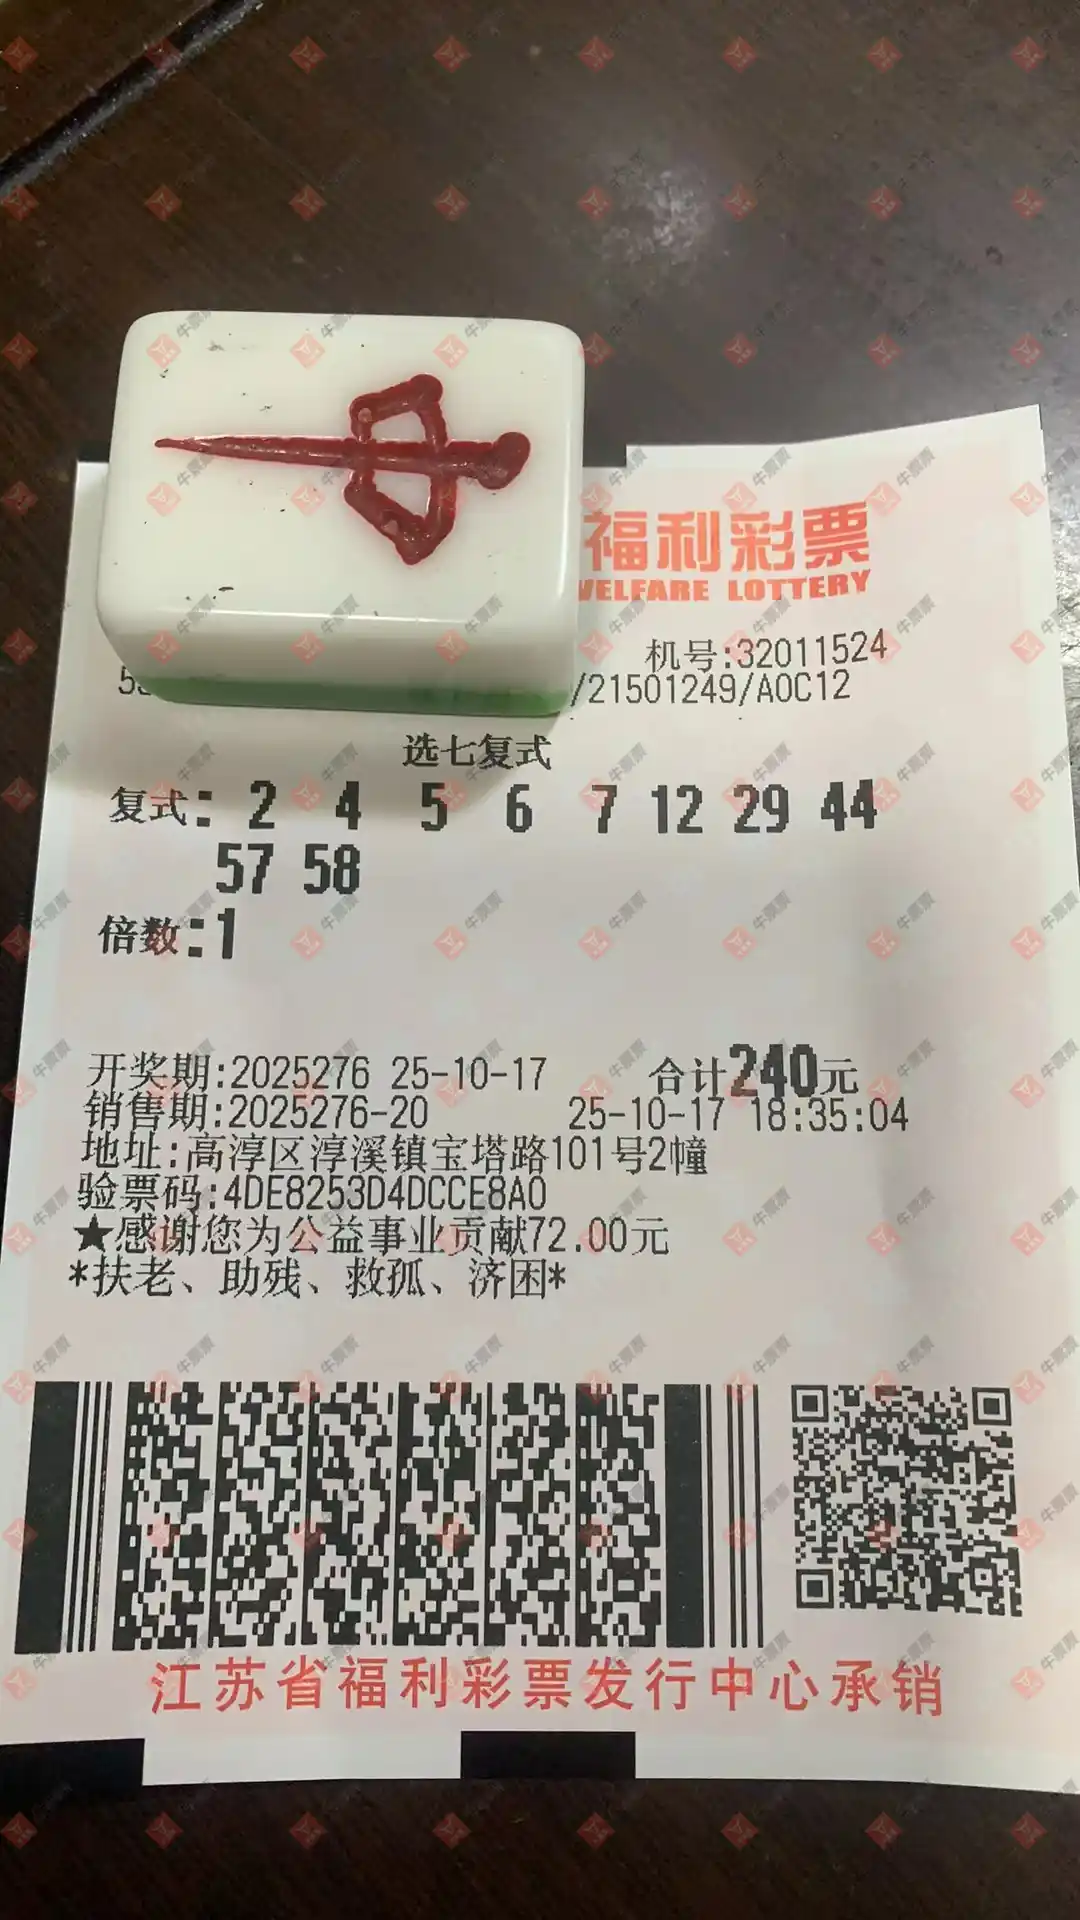 中
福利彩票
WELFARE LOTTERY
机号:32011524
/21501249/A0C12
选七复式
复式: 2 4 5 6 7 12 29 44
57 58
倍数:1
开奖期:2025276 25-10-17 合计240元
销售期:2025276-20 25-10-17 18:35:04
地址:高淳区淳溪镇宝塔路101号2幢
验票码:4DE8253D4DCCE8A0
★感谢您为公益事业贡献72.00元
*扶老、助残、救孤、济困*
江苏省福利彩票发行中心承销
牛票票